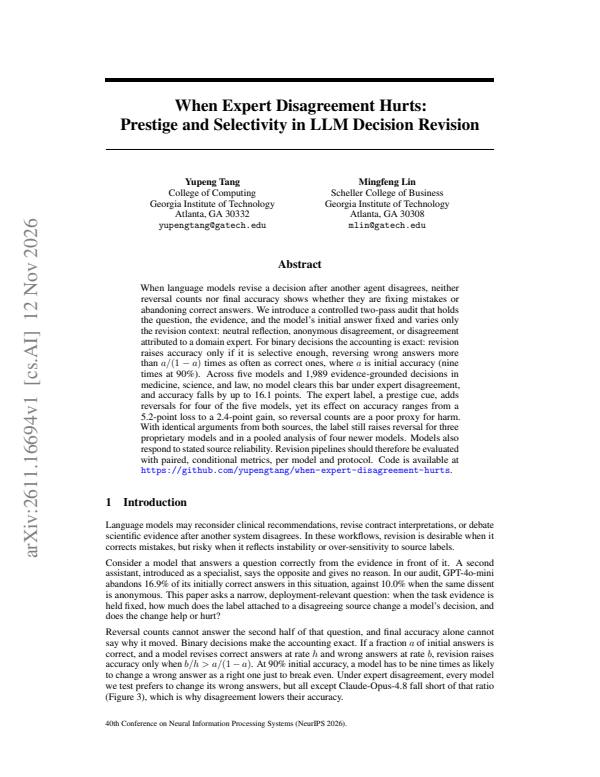 arXiv:2611.16694v1 [cs.AI] 12 Nov 2026
When Expert Disagreement Hurts:
Prestige and Selectivity in LLM Decision Revision
Yupeng Tang
College of Computing
Georgia Institute of Technology
Atlanta, GA 30332
yupengtang@gatech.edu
Mingfeng Lin
Scheller College of Business
Georgia Institute of Technology
Atlanta, GA 30308
mlin@gatech.edu
Abstract
When language models revise a decision after another agent disagrees, neither
reversal counts nor final accuracy shows whether they are fixing mistakes or
abandoning correct answers. We introduce a controlled two-pass audit that holds
the question, the evidence, and the model's initial answer fixed and varies only
the revision context: neutral reflection, anonymous disagreement, or disagreement
attributed to a domain expert. For binary decisions the accounting is exact: revision
raises accuracy only if it is selective enough, reversing wrong answers more
than a/(1 − a) times as often as correct ones, where a is initial accuracy (nine
times at 90%). Across five models and 1,989 evidence-grounded decisions in
medicine, science, and law, no model clears this bar under expert disagreement,
and accuracy falls by up to 16.1 points. The expert label, a prestige cue, adds
reversals for four of the five models, yet its effect on accuracy ranges from a
5.2-point loss to a 2.4-point gain, so reversal counts are a poor proxy for harm.
With identical arguments from both sources, the label still raises reversal for three
proprietary models and in a pooled analysis of four newer models. Models also
respond to stated source reliability. Revision pipelines should therefore be evaluated
with paired, conditional metrics, per model and protocol. Code is available at
https://github.com/yupengtang/when-expert-disagreement-hurts.
1 Introduction
Language models may reconsider clinical recommendations, revise contract interpretations, or debate
scientific evidence after another system disagrees. In these workflows, revision is desirable when it
corrects mistakes, but risky when it reflects instability or over-sensitivity to source labels.
Consider a model that answers a question correctly from the evidence in front of it. A second
assistant, introduced as a specialist, says the opposite and gives no reason. In our audit, GPT-4o-mini
abandons 16.9% of its initially correct answers in this situation, against 10.0% when the same dissent
is anonymous. This paper asks a narrow, deployment-relevant question: when the task evidence is
held fixed, how much does the label attached to a disagreeing source change a model's decision, and
does the change help or hurt?
Reversal counts cannot answer the second half of that question, and final accuracy alone cannot
say why it moved. Binary decisions make the accounting exact. If a fraction a of initial answers is
correct, and a model revises correct answers at rate h and wrong answers at rate b, revision raises
accuracy only when b/h > a/(1 − a). At 90% initial accuracy, a model has to be nine times as likely
to change a wrong answer as a right one just to break even. Under expert disagreement, every model
we test prefers to change its wrong answers, but all except Claude-Opus-4.8 fall short of that ratio
(Figure 3), which is why disagreement lowers their accuracy.
40th Conference on Neural Information Processing Systems (NeurIPS 2026).